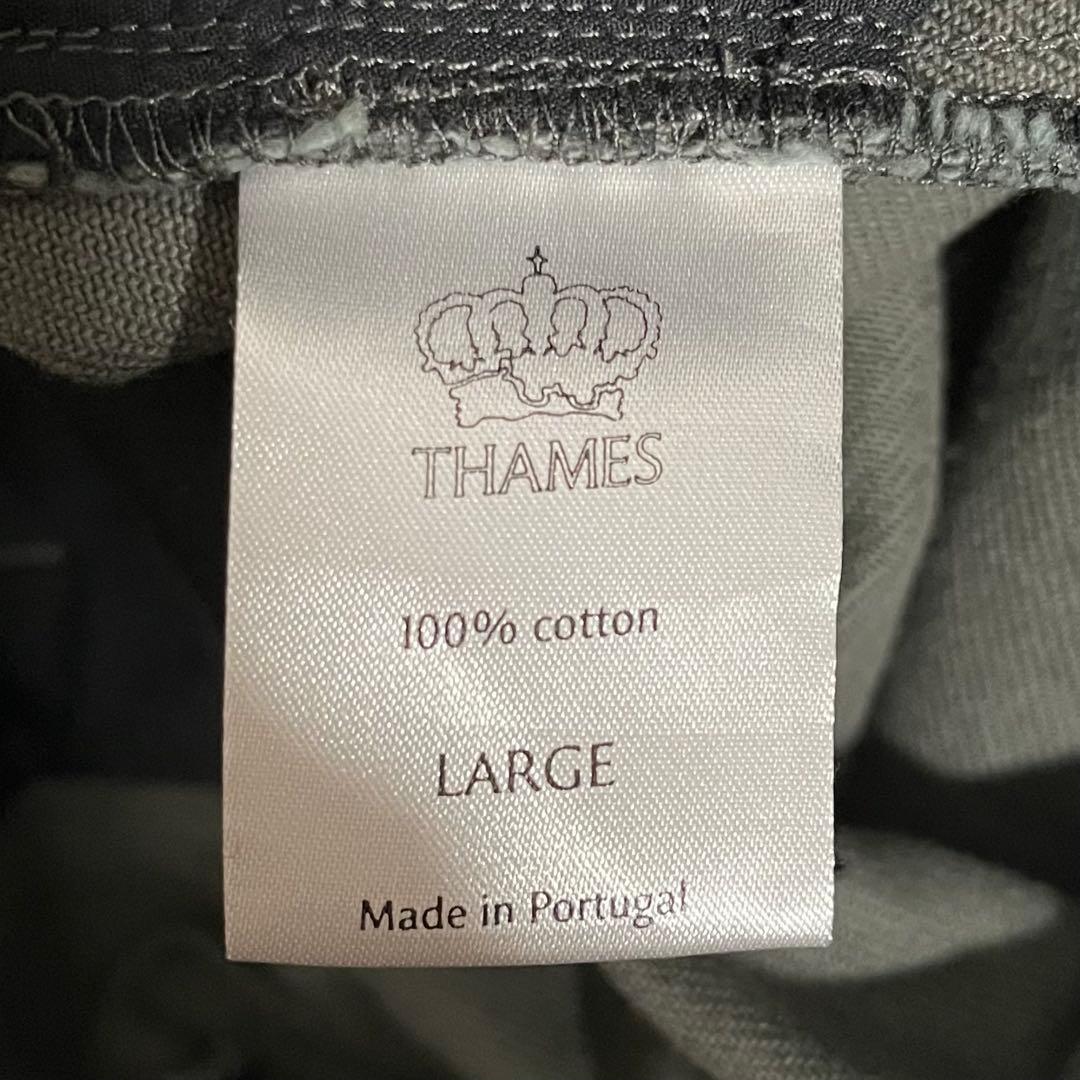 THAMES
100% cotton
LARGE
Made in Portugal